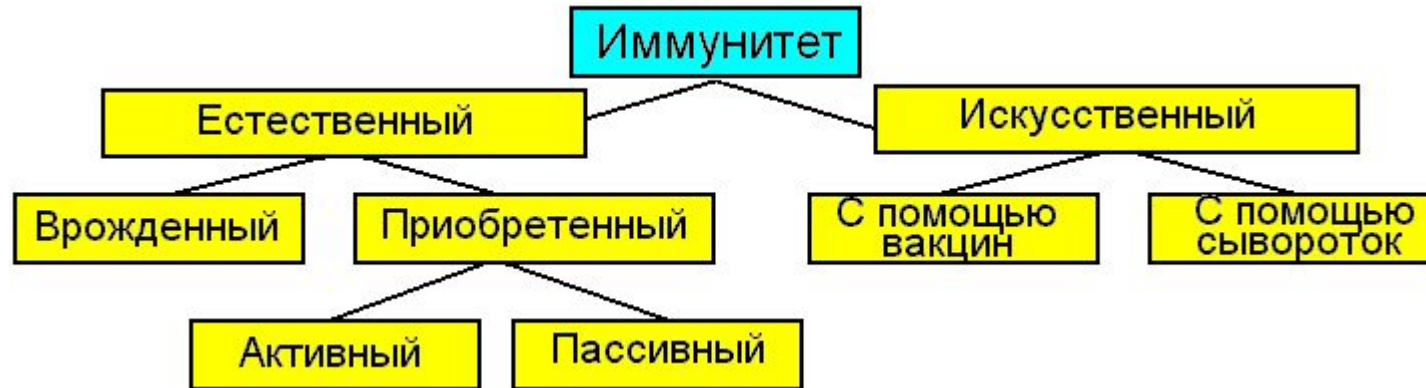 Иммунитет
Естественный
Искусственный
Врожденный
Приобретенный
С помощью
вакцин
С помощью
сывороток
Активный
Пассивный